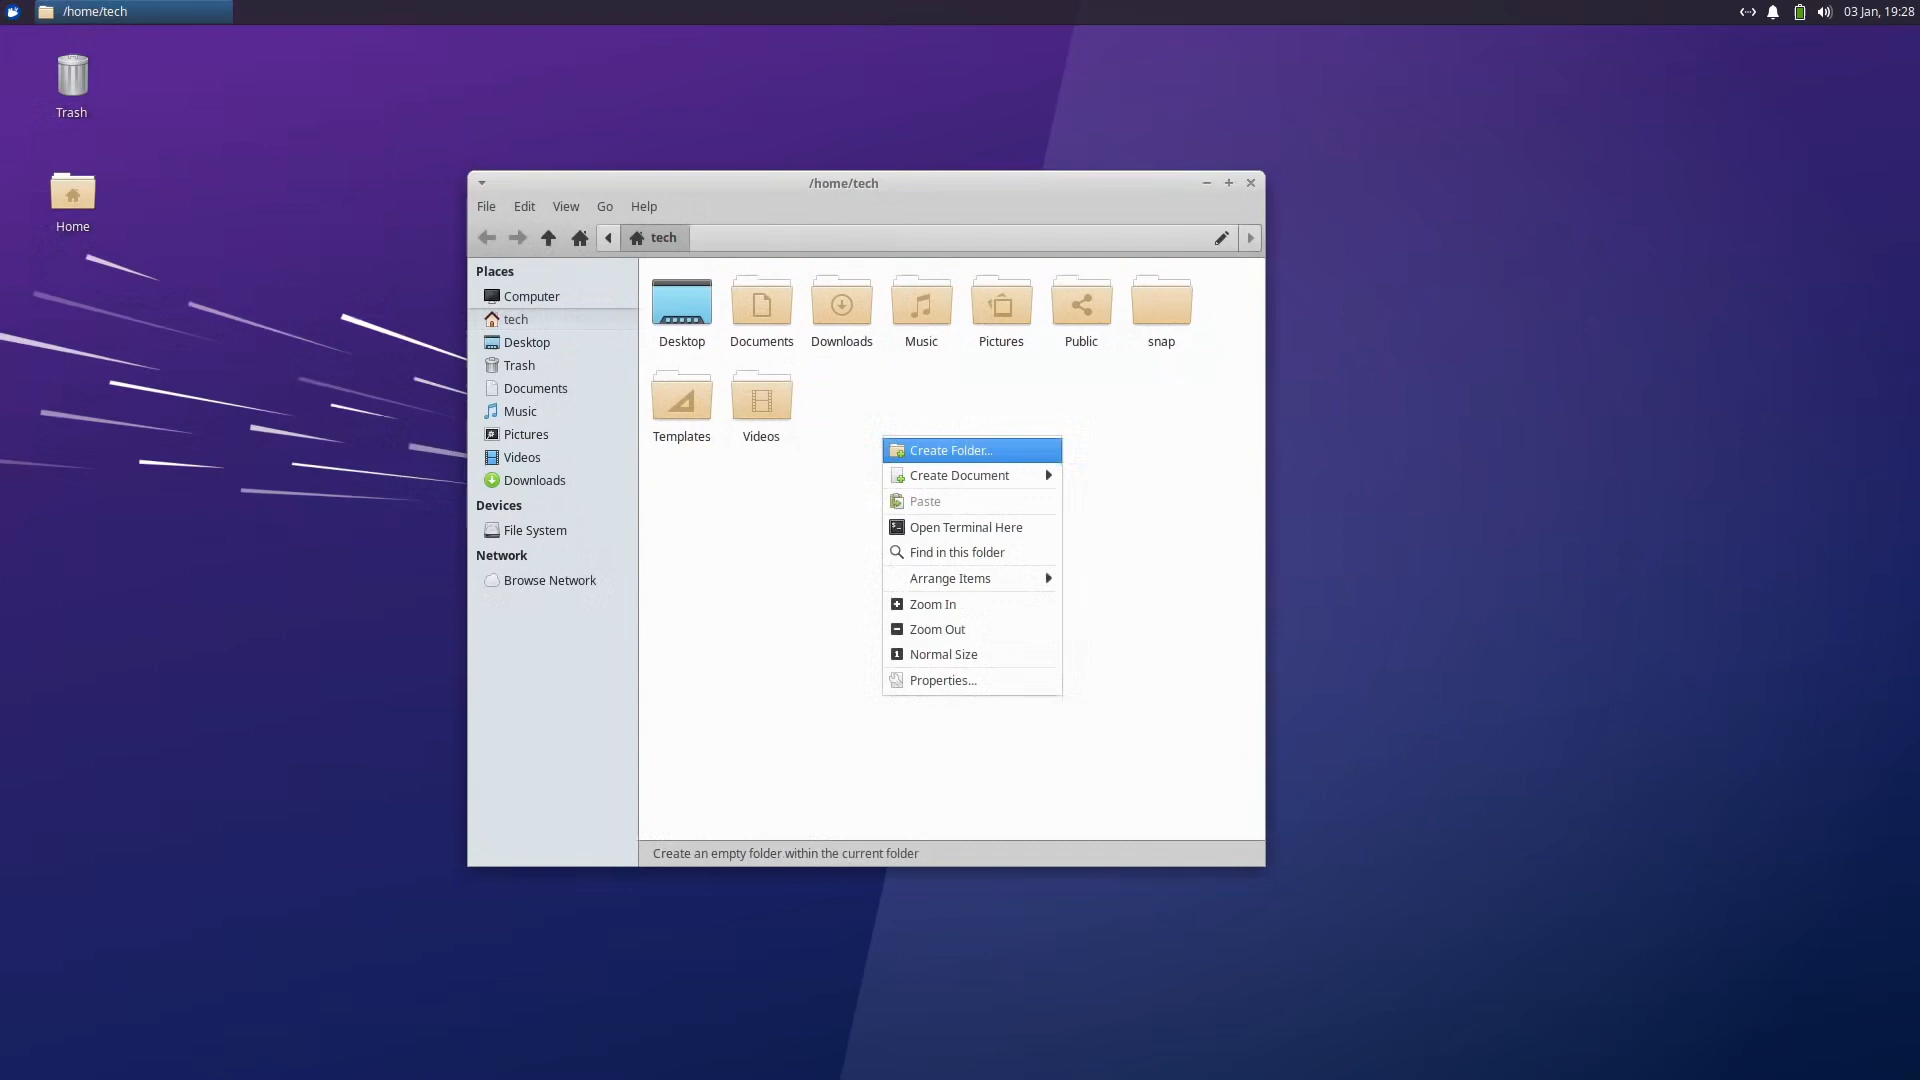 /home/tech
03 Jan, 19:28
Trash
Home
/home/tech
File Edit View Go Help
tech
Places
Computer
tech
Desktop
Trash
Documents
Music
Pictures
Videos
Downloads
Devices
File System
Network
Browse Network
Desktop Documents Downloads Music Pictures Public snap
Templates Videos
Create Folder...
Create Document
Paste
Open Terminal Here
Find in this folder
Arrange Items
Zoom In
Zoom Out
Normal Size
Properties...
Create an empty folder within the current folder